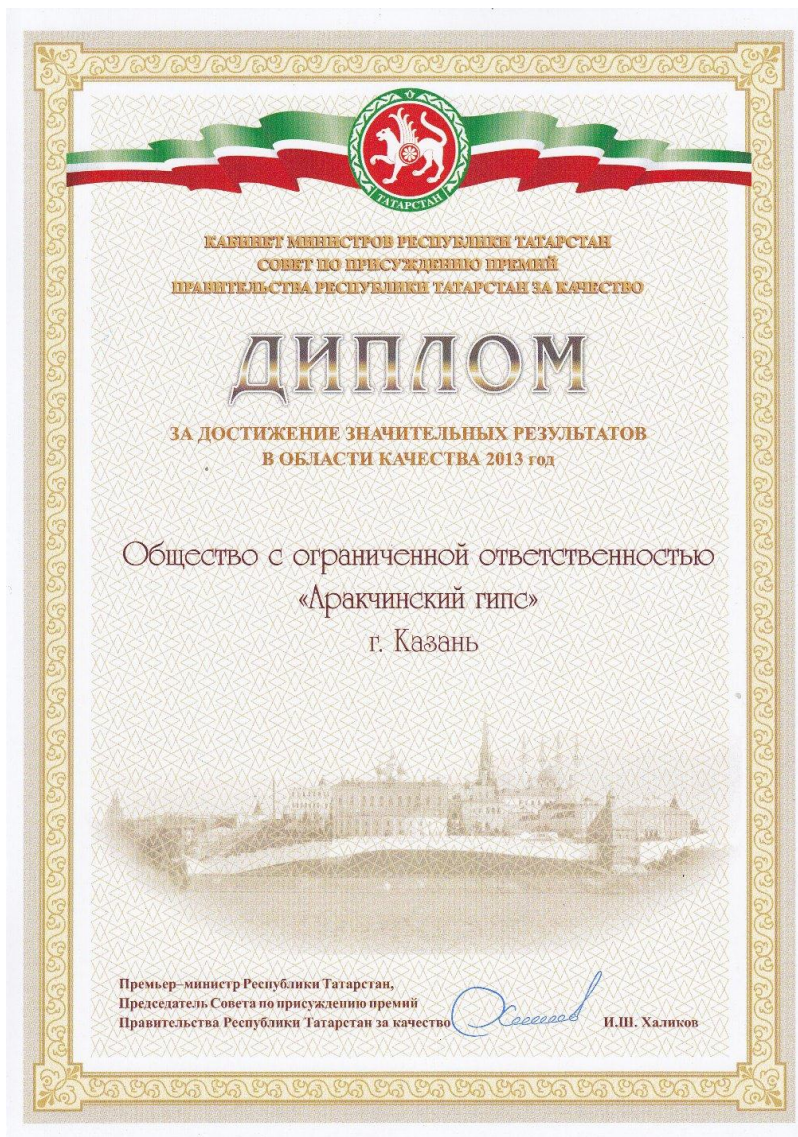 ТАТАРСТАН
КАБИНЕТ МИНИСТРОВ РЕСПУБЛИКИ ТАТАРСТАН
СОВЕТ ПО ПРИСУЖДЕНИЮ ПРЕМИЙ
ПРАВИТЕЛЬСТВА РЕСПУБЛИКИ ТАТАРСТАН ЗА КАЧЕСТВО
ДИПЛОМ
ЗА ДОСТИЖЕНИЕ ЗНАЧИТЕЛЬНЫХ РЕЗУЛЬТАТОВ
В ОБЛАСТИ КАЧЕСТВА 2013 год
Общество с ограниченной ответственностью
«Аракчинский гипс»
г. Казань
Премьер–министр Республики Татарстан,
Председатель Совета по присуждению премий
Правительства Республики Татарстан за качество И.Ш. Халиков